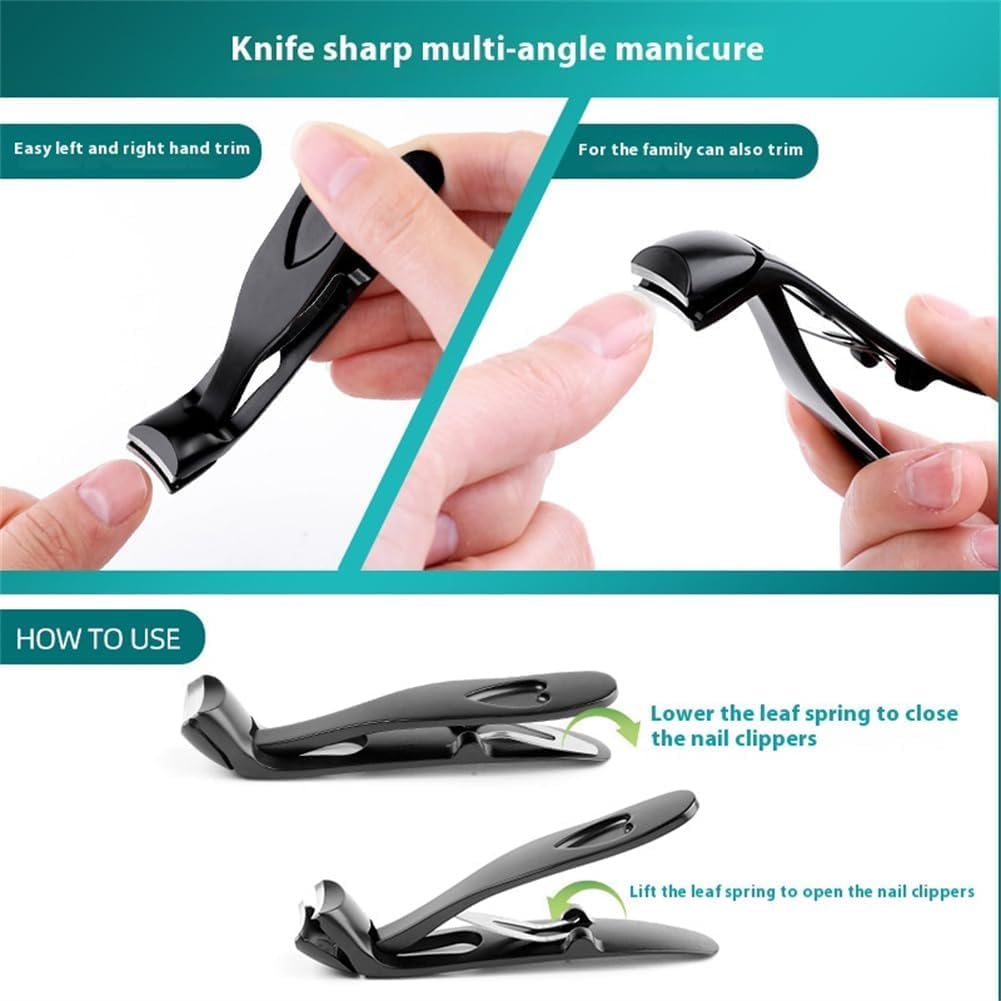 Knife sharp multi-angle manicure
Easy left and right hand trim
For the family can also trim
HOW TO USE
Lower the leaf spring to close
the nail clippers
Lift the leaf spring to open the nail clippers